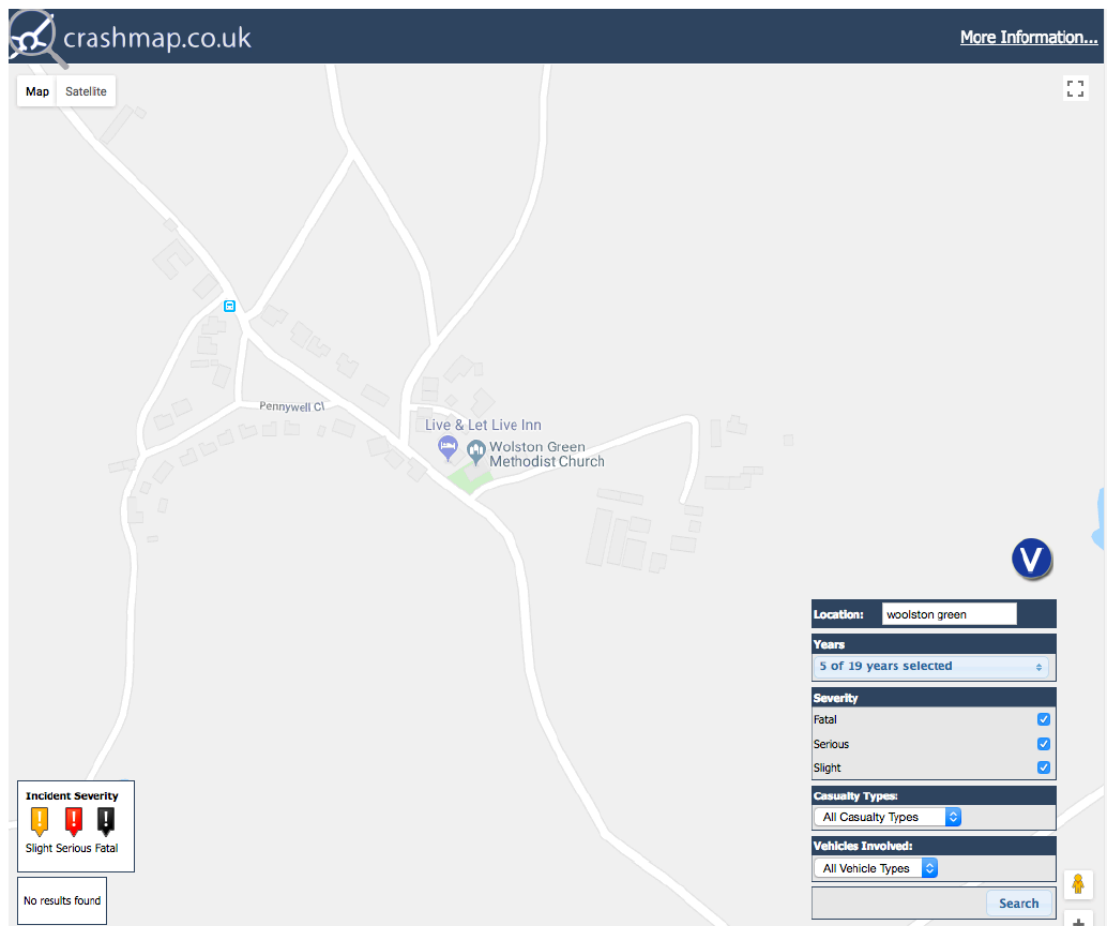 crashmap.co.uk
More Information...
Map Satellite
Pennywell Cl
Live & Let Live Inn
Wolston Green
Methodist Church
V
Location: woolston green
Years
5 of 19 years selected
Severity
Fatal
Serious
Slight
Casualty Types:
All Casualty Types
Vehicles Involved:
All Vehicle Types
Search
Incident Severity
Slight Serious Fatal
No results found